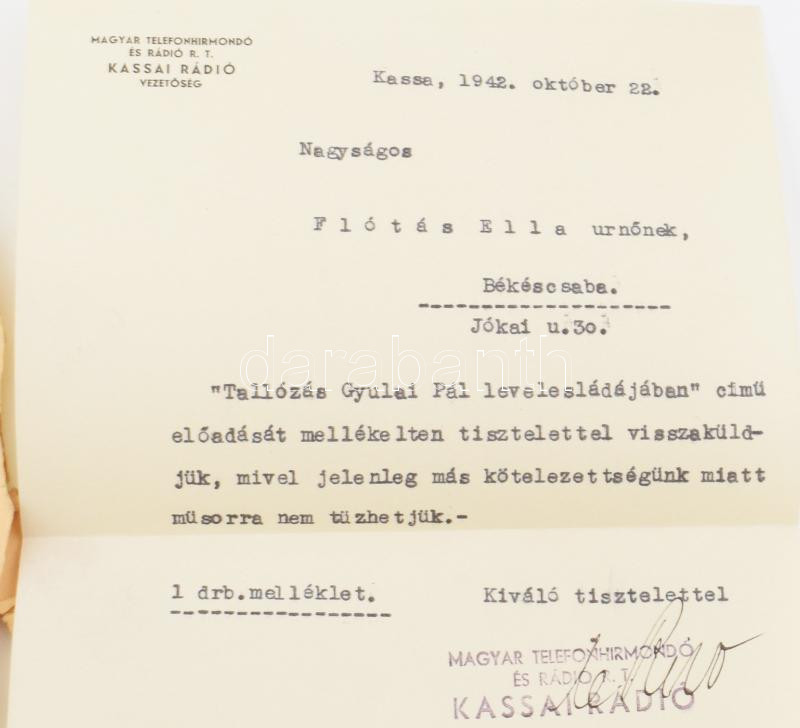 MAGYAR TELEFONHIRMONDÓ
ÉS RÁDIÓ R. T.
KASSAI RÁDIÓ
VEZETŐSÉG
Kassa, 1942. október 22.
Nagyságos
Flótás Ella urnőnek,
Békéscsaba.
Jókai u.30.
darabanth
"Tallózás Gyulai Pál levelesládájában" cimü
előadását mellékelten tisztelettel visszaküld-
jük, mivel jelenleg más kötelezettségünk miatt
müsorra nem tüzhetjük.-
1 drb.melléklet.
Kiváló tisztelettel
MAGYAR TELEFONHIRMONDÓ
ÉS RÁDIÓ R. T.
KASSAI RÁDIÓ